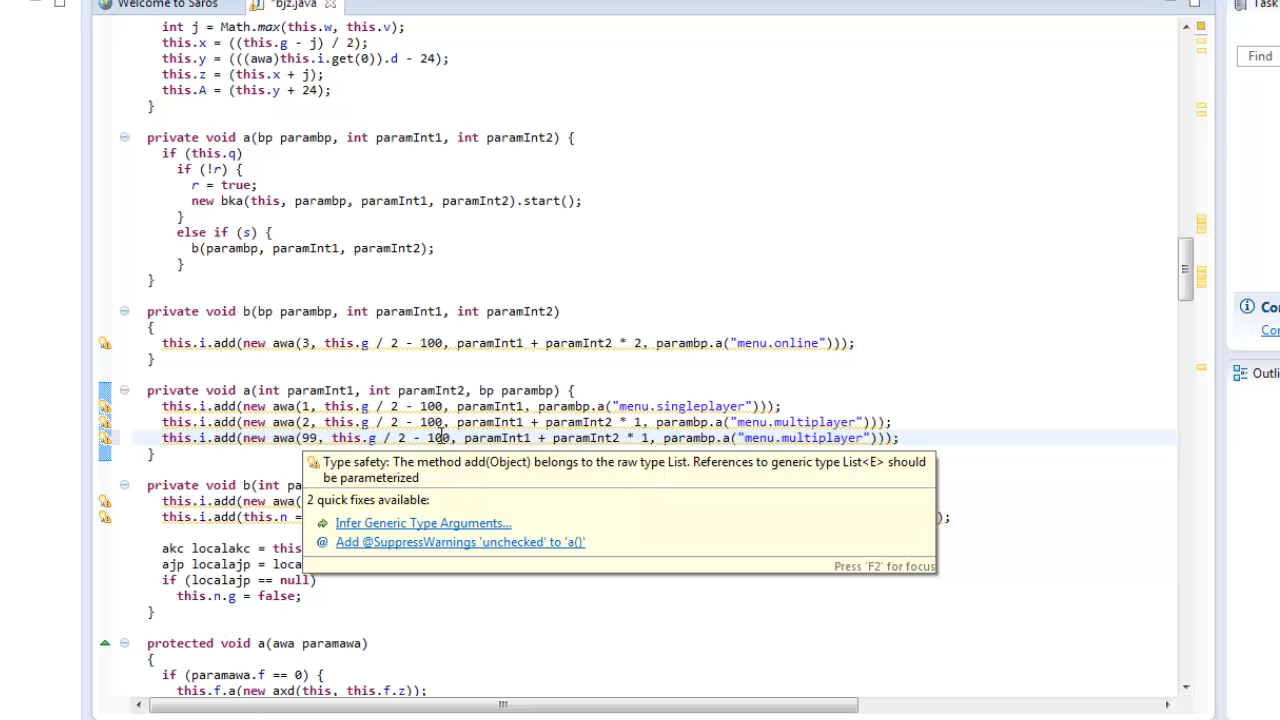 Welcome to Saros
*bjz.java
Task
int j = Math.max(this.w, this.v);
this.x = ((this.g - j) / 2);
this.y = (((awa)this.i.get(0)).d - 24);
Find
this.z = (this.x + j);
this.A = (this.y + 24);
}
private void a(bp parambp, int paramInt1, int paramInt2) {
if (this.q)
if (!r) {
r = true;
new bka(this, parambp, paramInt1, paramInt2).start();
}
else if (s) {
b(parambp, paramInt1, paramInt2);
}
}
private void b(bp parambp, int paramInt1, int paramInt2)
{
this.i.add(new awa(3, this.g / 2 - 100, paramInt1 + paramInt2 * 2, parambp.a("menu.online")));
}
Con
Con
Outli
private void a(int paramInt1, int paramInt2, bp parambp) {
this.i.add(new awa(1, this.g / 2 - 100, paramInt1, parambp.a("menu.singleplayer")));
this.i.add(new awa(2, this.g / 2 - 100, paramInt1 + paramInt2 * 1, parambp.a("menu.multiplayer")));
this.i.add(new awa(99, this.g / 2 - 100, paramInt1 + paramInt2 * 1, parambp.a("menu.multiplayer")));
}
Type safety: The method add(Object) belongs to the raw type List. References to generic type List<E> should
be parameterized
2 quick fixes available:
Infer Generic Type Arguments...
Add @SuppressWarnings 'unchecked' to 'a()'
Press 'F2' for focus
private void b(int pa
this.i.add(new awa(
this.i.add(this.n = );
akc localakc = this
ajp localajp = loca
if (localajp == null)
this.n.g = false;
}
protected void a(awa paramawa)
{
if (paramawa.f == 0) {
this.f.a(new axd(this, this.f.z));